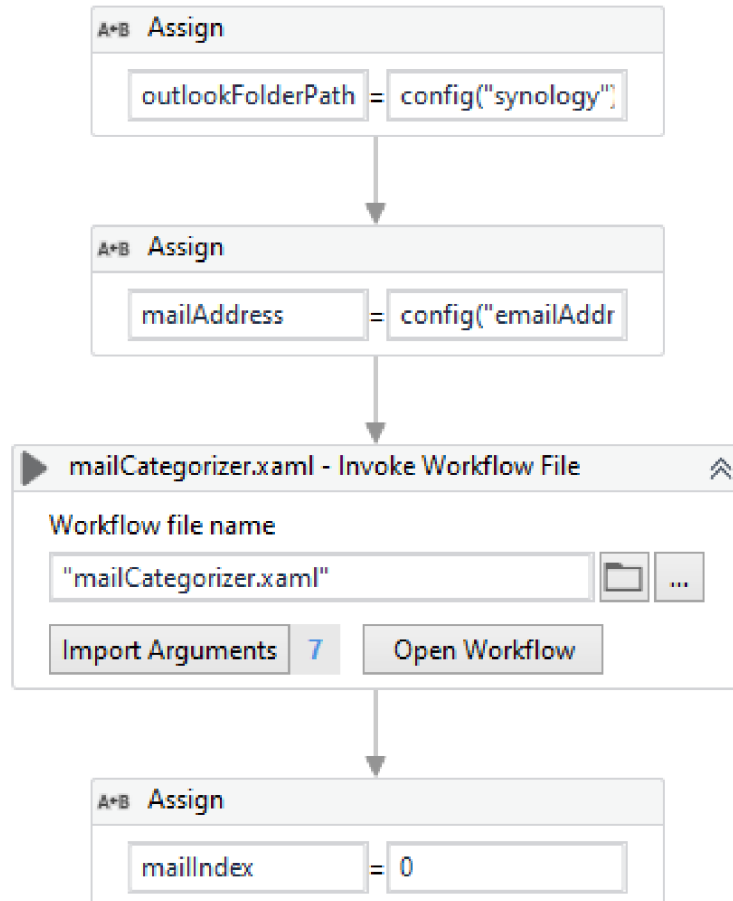 A+B Assign
outlookFolderPath = config("synology")
A+B Assign
mailAddress = config("emailAddr
mailCategorizer.xaml - Invoke Workflow File
Workflow file name
"mailCategorizer.xaml"
...
Import Arguments 7 Open Workflow
A+B Assign
mailIndex = 0